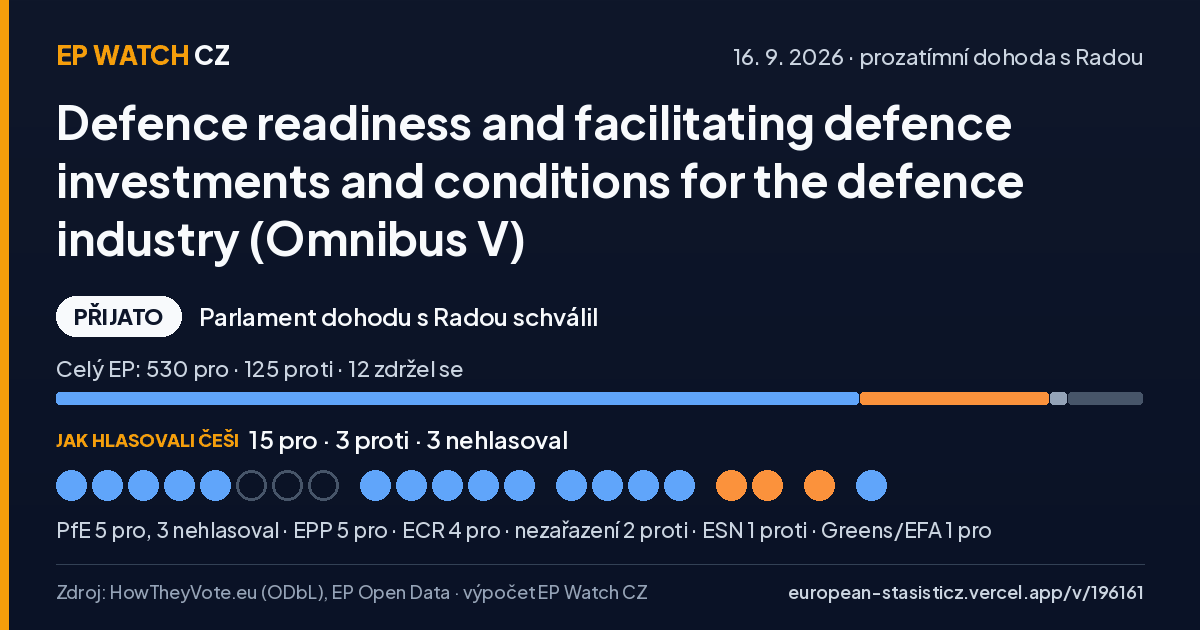 EP WATCH CZ
16. 9. 2026 · prozatímní dohoda s Radou
Defence readiness and facilitating defence
investments and conditions for the defence
industry (Omnibus V)
PŘIJATO Parlament dohodu s Radou schválil
Celý EP: 530 pro · 125 proti · 12 zdržel se
JAK HLASOVALI ČEŠI 15 pro · 3 proti · 3 nehlasoval
PfE 5 pro, 3 nehlasoval · EPP 5 pro · ECR 4 pro · nezařazení 2 proti · ESN 1 proti · Greens/EFA 1 pro
Zdroj: HowTheyVote.eu (ODbL), EP Open Data · výpočet EP Watch CZ
european-stasisticz.vercel.app/v/196161